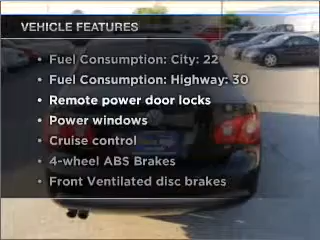 VEHICLE FEATURES
• Fuel Consumption: City: 22
• Fuel Consumption: Highway: 30
• Remote power door locks
• Power windows
• Cruise control
• 4-wheel ABS Brakes
• Front Ventilated disc brakes